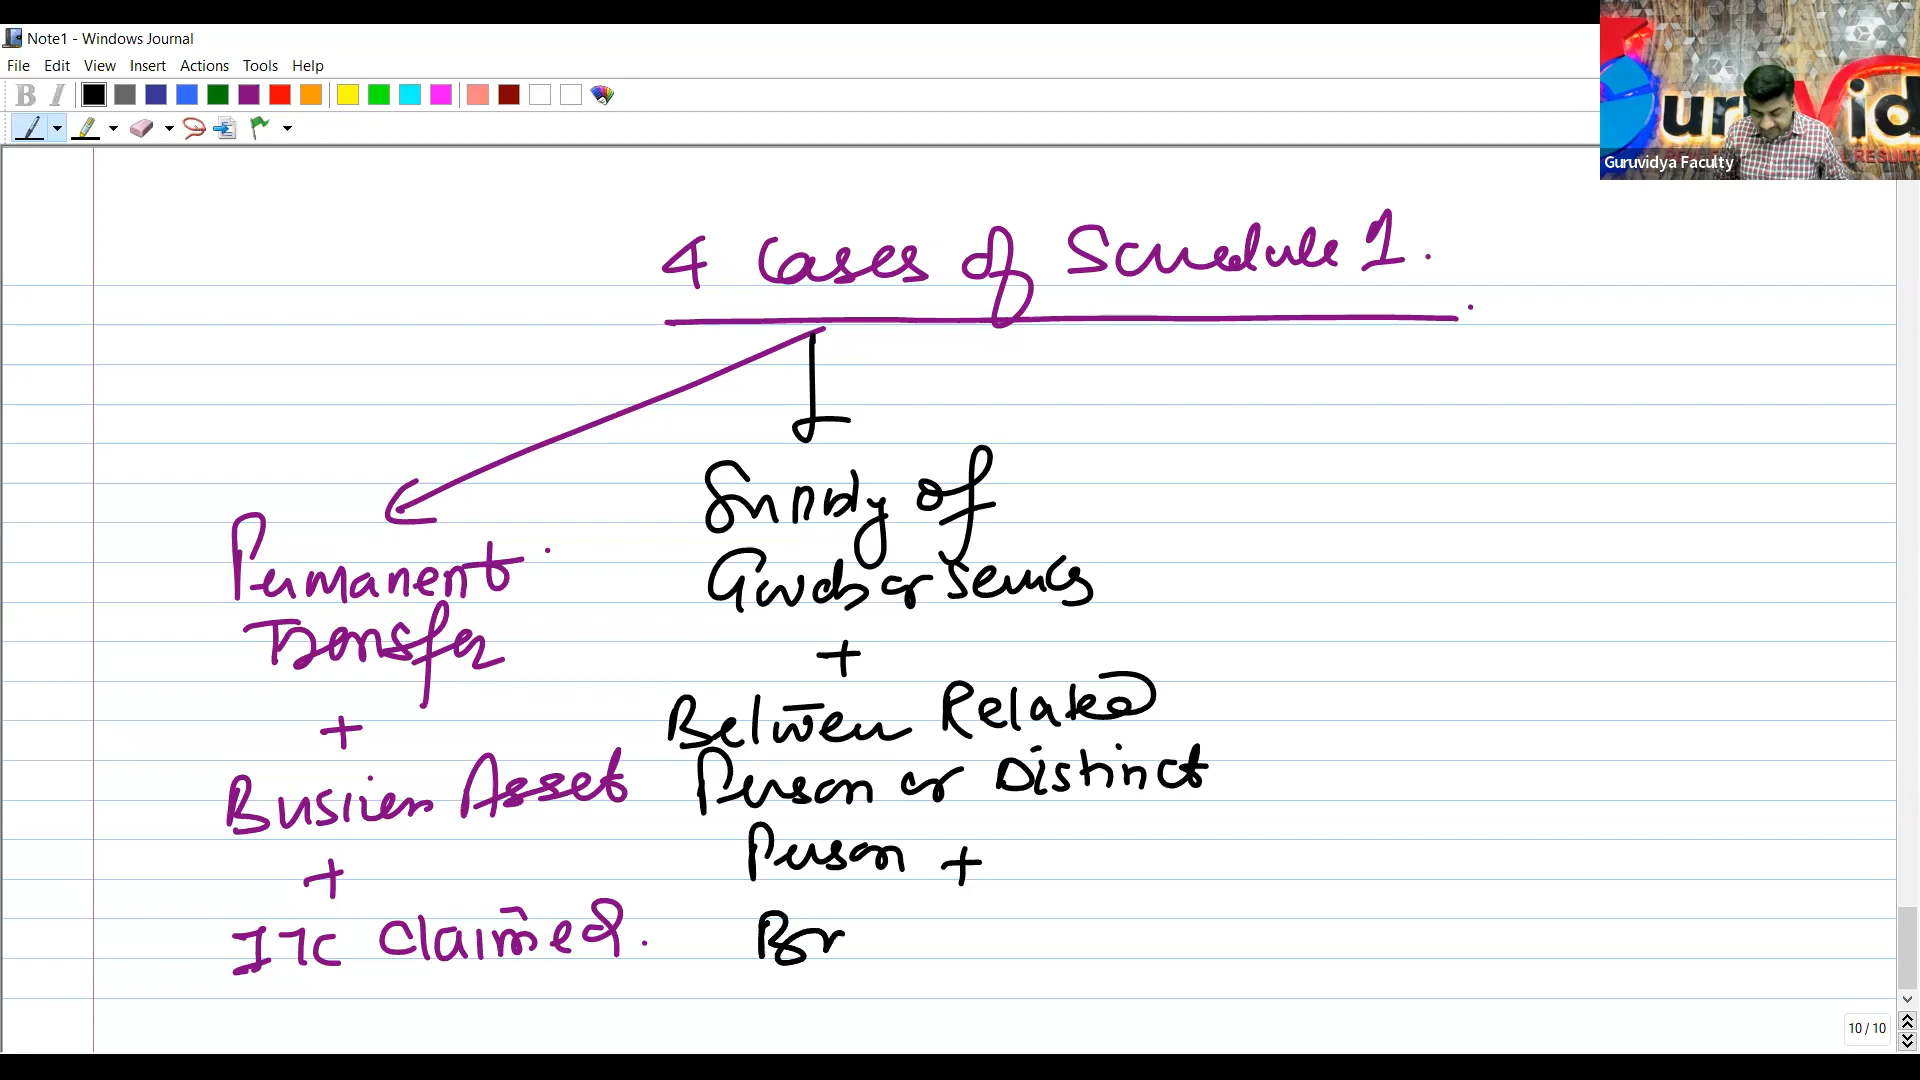 Note1 - Windows Journal
File Edit View Insert Actions Tools Help
B I
Guruvidya Faculty
4 Cases of Schedule 1.
Permanent
Transfer
+
Business Asset
+
ITC Claimed.
Supply of
Goods or Services
+
Between Related
Person or Distinct
Person +
10 / 10